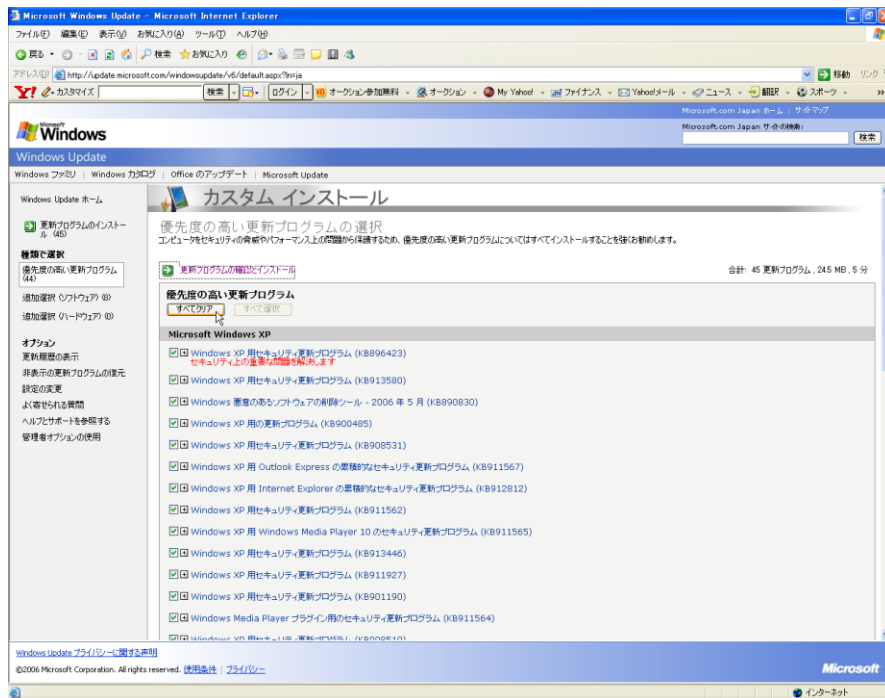 Microsoft Windows Update - Microsoft Internet Explorer
ファイル(F) 編集(E) 表示(V) お気に入り(A) ツール(T) ヘルプ(H)
戻る 検索 お気に入り
アドレス(D) http://update.microsoft.com/windowsupdate/v6/default.aspx?ln=ja 移動 リンク
Y! カスタマイズ 検索 ログイン オークション参加無料 オークション My Yahoo! ファイナンス Yahoo!メール ニュース 翻訳 スポーツ
Microsoft.com Japan ホーム | サイトマップ
Microsoft Windows
Microsoft.com Japan サイトの検索:
検索
Windows Update
Windows ファミリ | Windows カタログ | Office のアップデート | Microsoft Update
Windows Update ホーム
更新プログラムのインストール (45)
種類で選択
優先度の高い更新プログラム (44)
追加選択 (ソフトウェア) (8)
追加選択 (ハードウェア) (0)
オプション
更新履歴の表示
非表示の更新プログラムの復元
設定の変更
よく寄せられる質問
ヘルプとサポートを参照する
管理者オプションの使用
カスタム インストール
優先度の高い更新プログラムの選択
コンピュータをセキュリティの脅威やパフォーマンス上の問題から保護するため、優先度の高い更新プログラムについてはすべてインストールすることを強くお勧めします。
更新プログラムの確認とインストール
合計: 45 更新プログラム , 24.5 MB , 5 分
優先度の高い更新プログラム
すべてクリア すべて選択
Microsoft Windows XP
Windows XP 用セキュリティ更新プログラム (KB896423)
セキュリティ上の重要な問題を解決します
Windows XP 用セキュリティ更新プログラム (KB913580)
Windows 悪意のあるソフトウェアの削除ツール - 2006 年 5 月 (KB890830)
Windows XP 用の更新プログラム (KB900485)
Windows XP 用セキュリティ更新プログラム (KB908531)
Windows XP 用 Outlook Express の累積的なセキュリティ更新プログラム (KB911567)
Windows XP 用 Internet Explorer の累積的なセキュリティ更新プログラム (KB912812)
Windows XP 用セキュリティ更新プログラム (KB911562)
Windows XP 用 Windows Media Player 10 のセキュリティ更新プログラム (KB911565)
Windows XP 用セキュリティ更新プログラム (KB913446)
Windows XP 用セキュリティ更新プログラム (KB911927)
Windows XP 用セキュリティ更新プログラム (KB901190)
Windows Media Player プラグイン用のセキュリティ更新プログラム (KB911564)
Windows Update プライバシーに関する声明
©2006 Microsoft Corporation. All rights reserved. 使用条件 | プライバシー
Microsoft
インターネット